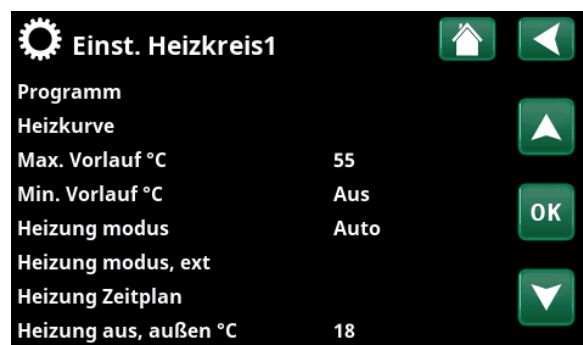 Einst. Heizkreis1
Programm
Heizkurve
Max. Vorlauf °C 55
Min. Vorlauf °C Aus
Heizung modus Auto
Heizung modus, ext
Heizung Zeitplan
Heizung aus, außen °C 18
OK